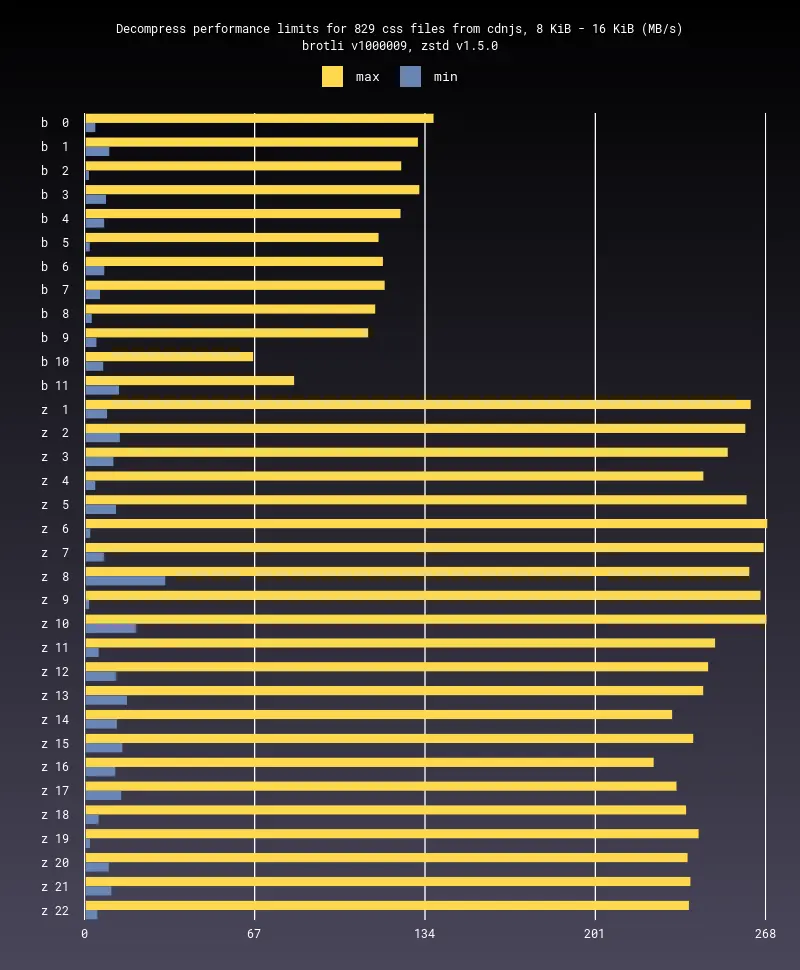 Decompress performance limits for 829 css files from cdnjs, 8 KiB - 16 KiB (MB/s)
brotli v1000009, zstd v1.5.0
max min
b 0
b 1
b 2
b 3
b 4
b 5
b 6
b 7
b 8
b 9
b 10
b 11
z 1
z 2
z 3
z 4
z 5
z 6
z 7
z 8
z 9
z 10
z 11
z 12
z 13
z 14
z 15
z 16
z 17
z 18
z 19
z 20
z 21
z 22
0 67 134 201 268